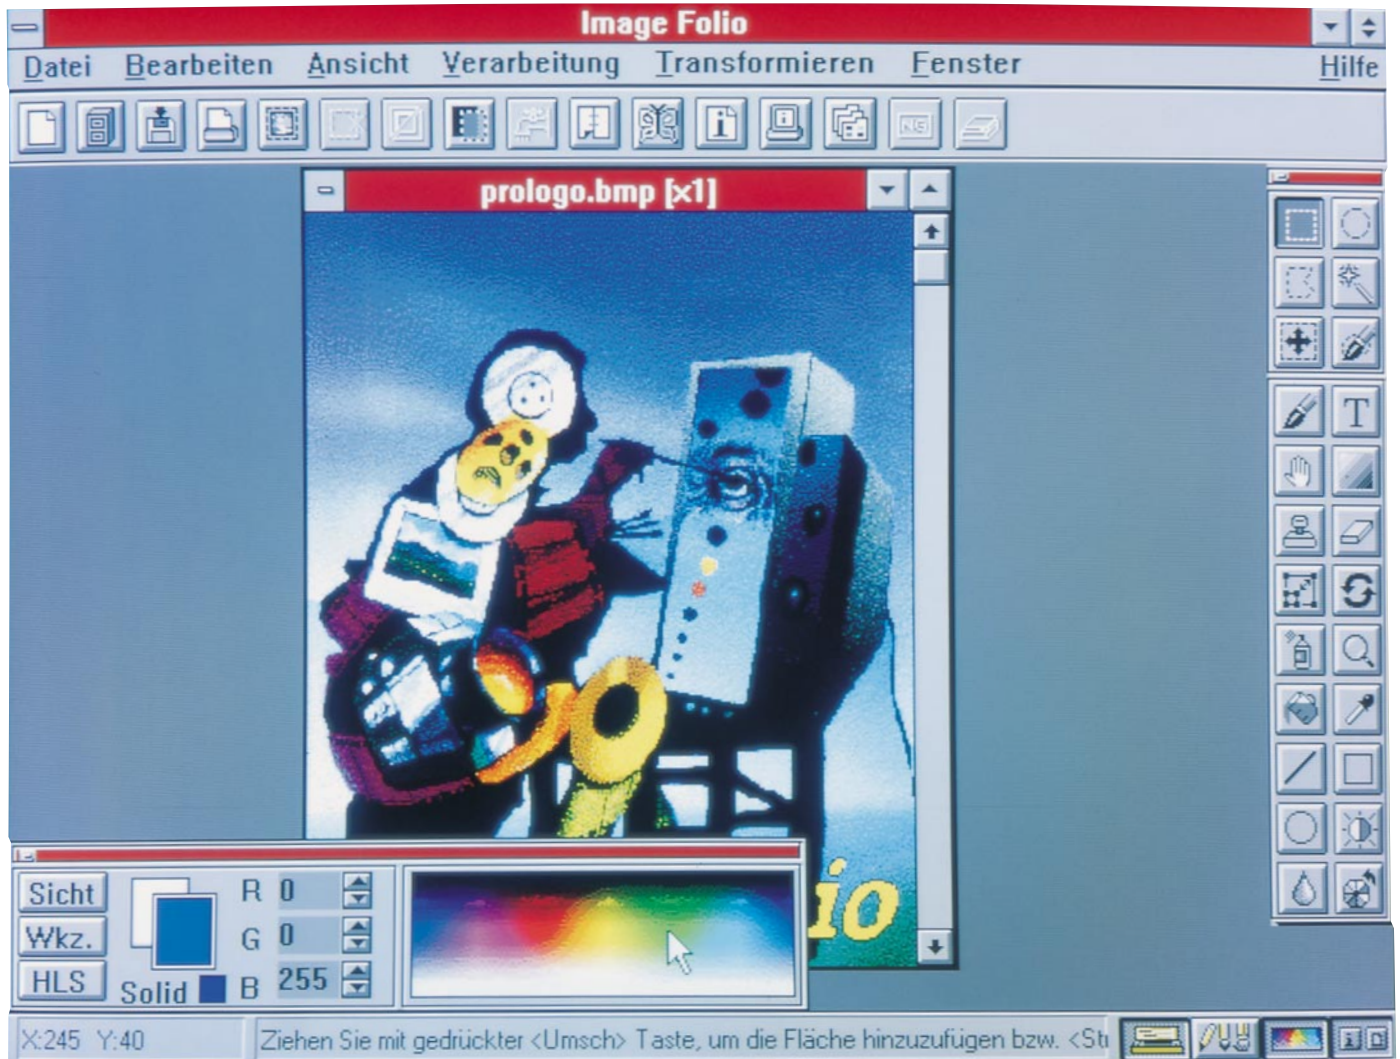 Image Folio
Datei Bearbeiten Ansicht Verarbeitung Transformieren Fenster Hilfe
prologo.bmp [x1]
T
io
Sicht
Wkz.
HLS
R 0
G 0
B 255
Solid
X:245 Y:40
Ziehen Sie mit gedrückter <Umsch> Taste, um die Fläche hinzuzufügen bzw. <St